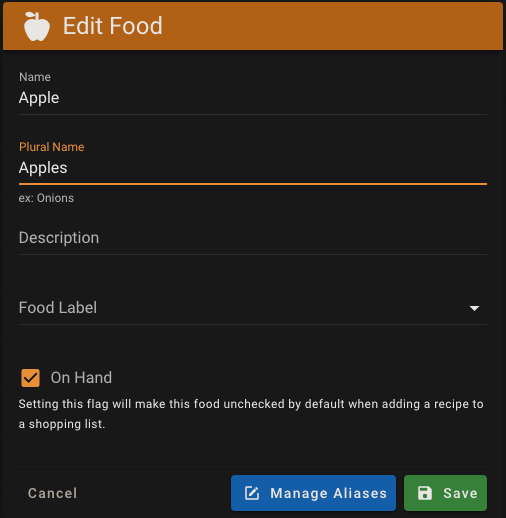 Edit Food
Name
Apple
Plural Name
Apples
ex: Onions
Description
Food Label
On Hand
Setting this flag will make this food unchecked by default when adding a recipe to
a shopping list.
Cancel
Manage Aliases
Save